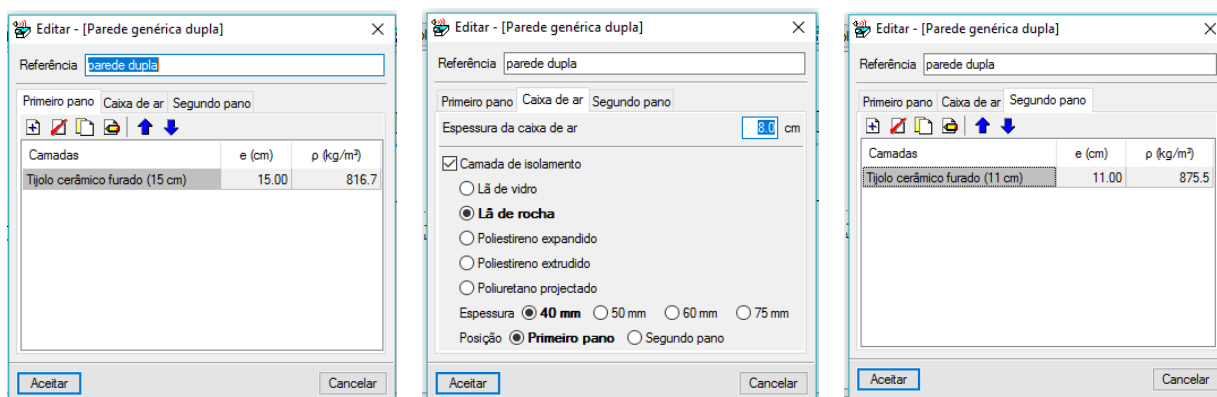 Editar - [Parede genérica dupla]
Referência parede dupla
Primeiro pano Caixa de ar Segundo pano
Camadas e (cm) ρ (kg/m³)
Tijolo cerâmico furado (15 cm) 15.00 816.7
Aceitar Cancelar
Editar - [Parede genérica dupla]
Referência parede dupla
Primeiro pano Caixa de ar Segundo pano
Espessura da caixa de ar 8.0 cm
Camada de isolamento
Lã de vidro
Lã de rocha
Poliestireno expandido
Poliestireno extrudido
Poliuretano projectado
Espessura 40 mm 50 mm 60 mm 75 mm
Posição Primeiro pano Segundo pano
Aceitar Cancelar
Editar - [Parede genérica dupla]
Referência parede dupla
Primeiro pano Caixa de ar Segundo pano
Camadas e (cm) ρ (kg/m³)
Tijolo cerâmico furado (11 cm) 11.00 875.5
Aceitar Cancelar